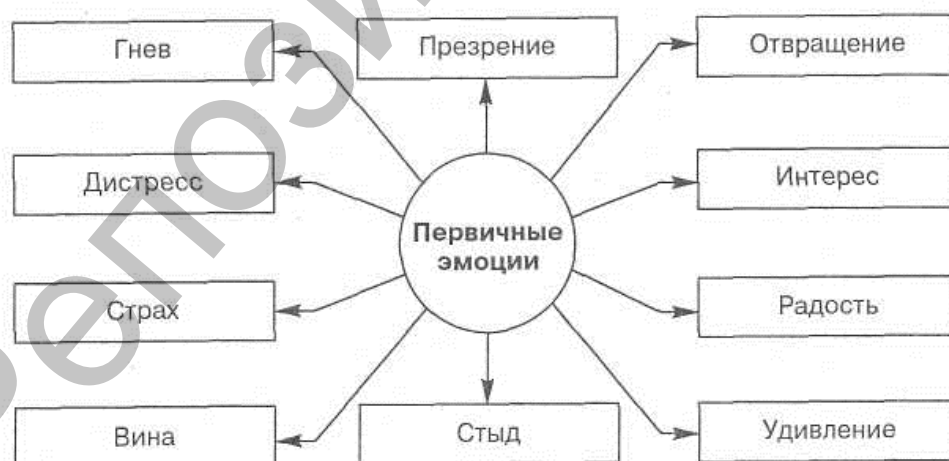 Гнев
Презрение
Отвращение
Дистресс
Интерес
Первичные
эмоции
Страх
Радость
Вина
Стыд
Удивление